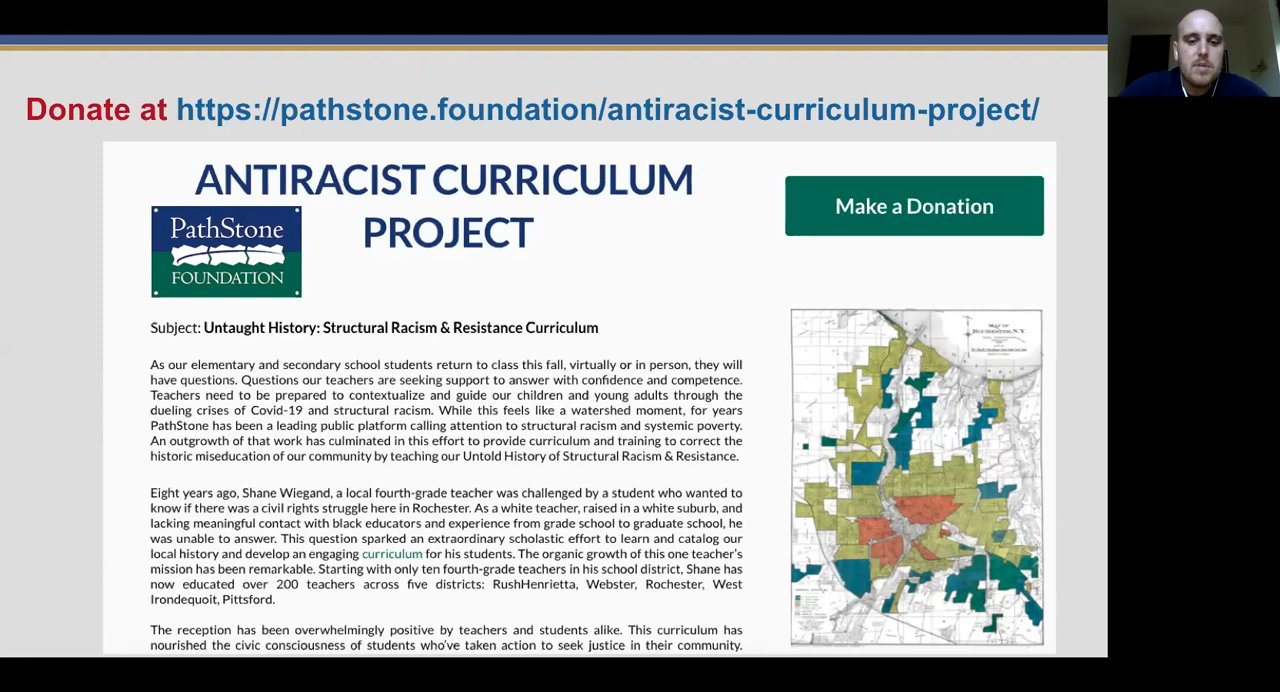 Donate at https://pathstone.foundation/antiracist-curriculum-project/
ANTIRACIST CURRICULUM
PROJECT
Make a Donation
PathStone
FOUNDATION
Subject: Untaught History: Structural Racism & Resistance Curriculum
As our elementary and secondary school students return to class this fall, virtually or in person, they will
have questions. Questions our teachers are seeking support to answer with confidence and competence.
Teachers need to be prepared to contextualize and guide our children and young adults through the
dueling crises of Covid-19 and structural racism. While this feels like a watershed moment, for years
PathStone has been a leading public platform calling attention to structural racism and systemic poverty.
An outgrowth of that work has culminated in this effort to provide curriculum and training to correct the
historic miseducation of our community by teaching our Untold History of Structural Racism & Resistance.
Eight years ago, Shane Wiegand, a local fourth-grade teacher was challenged by a student who wanted to
know if there was a civil rights struggle here in Rochester. As a white teacher, raised in a white suburb, and
lacking meaningful contact with black educators and experience from grade school to graduate school, he
was unable to answer. This question sparked an extraordinary scholastic effort to learn and catalog our
local history and develop an engaging curriculum for his students. The organic growth of this one teacher's
mission has been remarkable. Starting with only ten fourth-grade teachers in his school district, Shane has
now educated over 200 teachers across five districts: RushHenrietta, Webster, Rochester, West
Irondequoit, Pittsford.
The reception has been overwhelmingly positive by teachers and students alike. This curriculum has
nourished the civic consciousness of students who've taken action to seek justice in their community.
MAP OF
ROCHESTER, N.Y.